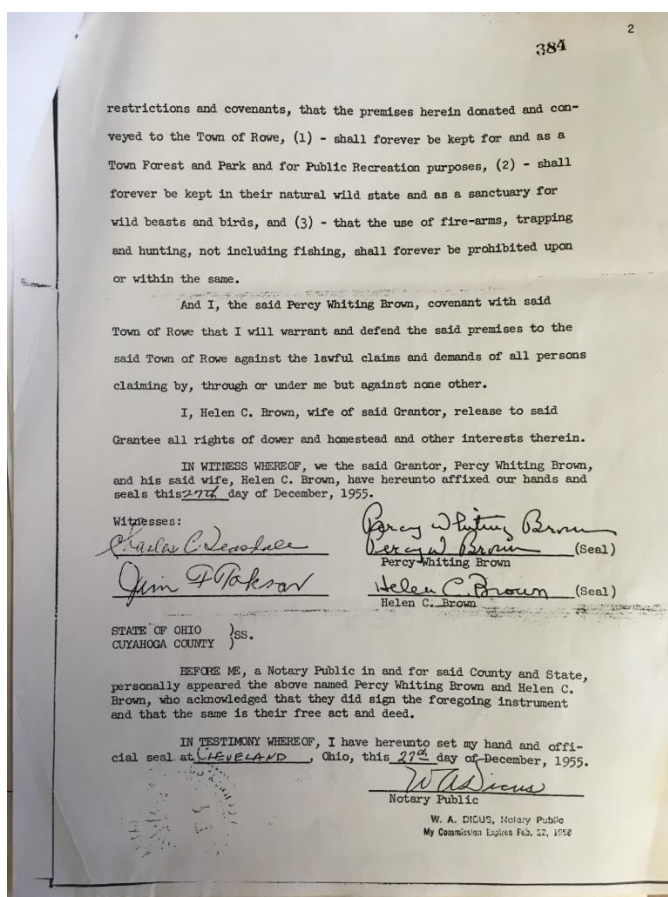 2
384
restrictions and covenants, that the premises herein donated and con-
veyed to the Town of Rowe, (1) - shall forever be kept for and as a
Town Forest and Park and for Public Recreation purposes, (2) - shall
forever be kept in their natural wild state and as a sanctuary for
wild beasts and birds, and (3) - that the use of fire-arms, trapping
and hunting, not including fishing, shall forever be prohibited upon
or within the same.
And I, the said Percy Whiting Brown, covenant with said
Town of Rowe that I will warrant and defend the said premises to the
said Town of Rowe against the lawful claims and demands of all persons
claiming by, through or under me but against none other.
I, Helen C. Brown, wife of said Grantor, release to said
Grantee all rights of dower and homestead and other interests therein.
IN WITNESS WHEREOF, we the said Grantor, Percy Whiting Brown,
and his said wife, Helen C. Brown, have hereunto affixed our hands and
seals this 27th day of December, 1955.
Witnesses:
Percy Whiting Brown
Charles C. Teasdale
Percy W Brown (Seal)
Percy Whiting Brown
Jim F Toksar
Helen C. Brown (Seal)
Helen C. Brown
STATE OF OHIO
CUYAHOGA COUNTY ) ss.
BEFORE ME, a Notary Public in and for said County and State,
personally appeared the above named Percy Whiting Brown and Helen C.
Brown, who acknowledged that they did sign the foregoing instrument
and that the same is their free act and deed.
IN TESTIMONY WHEREOF, I have hereunto set my hand and offi-
cial seal at CLEVELAND, Ohio, this 27th day of December, 1955.
W A Dicus
Notary Public
W. A. DICUS, Notary Public
My Commission Expires Feb. 22, 1958